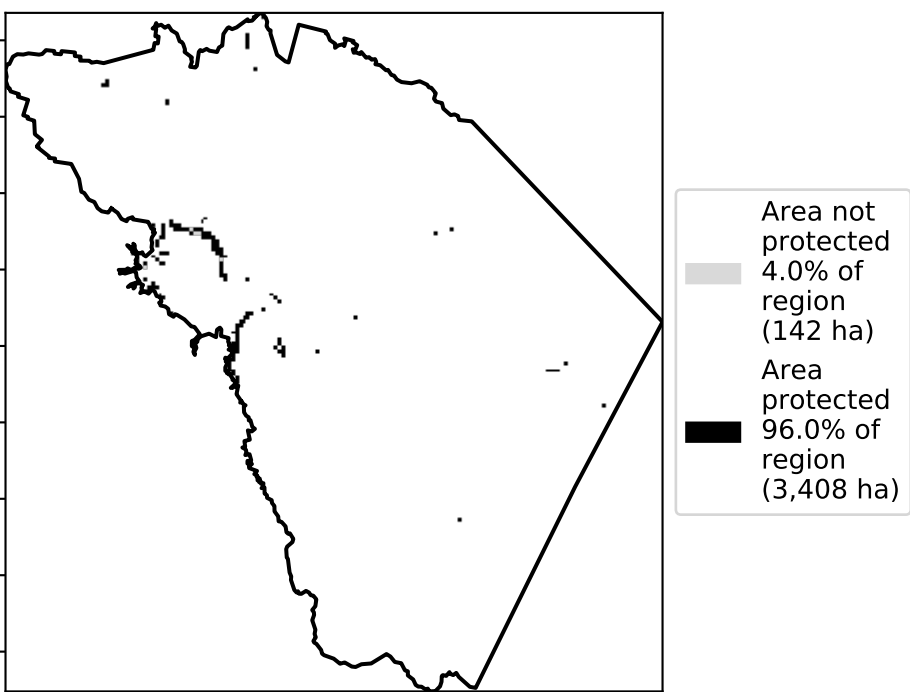 Area not
protected
4.0% of
region
(142 ha)
Area
protected
96.0% of
region
(3,408 ha)